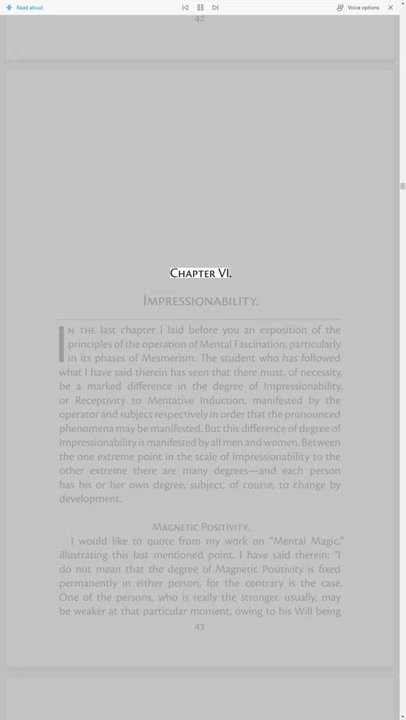 Read aloud
Voice options
42
Chapter VI.
Impressionability.
In the last chapter I laid before you an exposition of the
principles of the operation of Mental Fascination, particularly
in its phases of Mesmerism. The student who has followed
what I have said therein has seen that there must, of necessity,
be a marked difference in the degree of Impressionability,
or Receptivity to Mentative Induction, manifested by the
operator and subject respectively in order that the pronounced
phenomena may be manifested. But this difference of degree of
Impressionability is manifested by all men and women. Between
the one extreme point in the scale of Impressionability to the
other extreme there are many degrees—and each person
has his or her own degree, subject, of course, to change by
development.
Magnetic Positivity.
I would like to quote from my work on "Mental Magic,"
illustrating this last mentioned point. I have said therein: "I
do not mean that the degree of Magnetic Positivity is fixed
permanently in either person, for the contrary is the case.
One of the persons, who is really the stronger, usually, may
be weaker at that particular moment, owing to his Will being
43